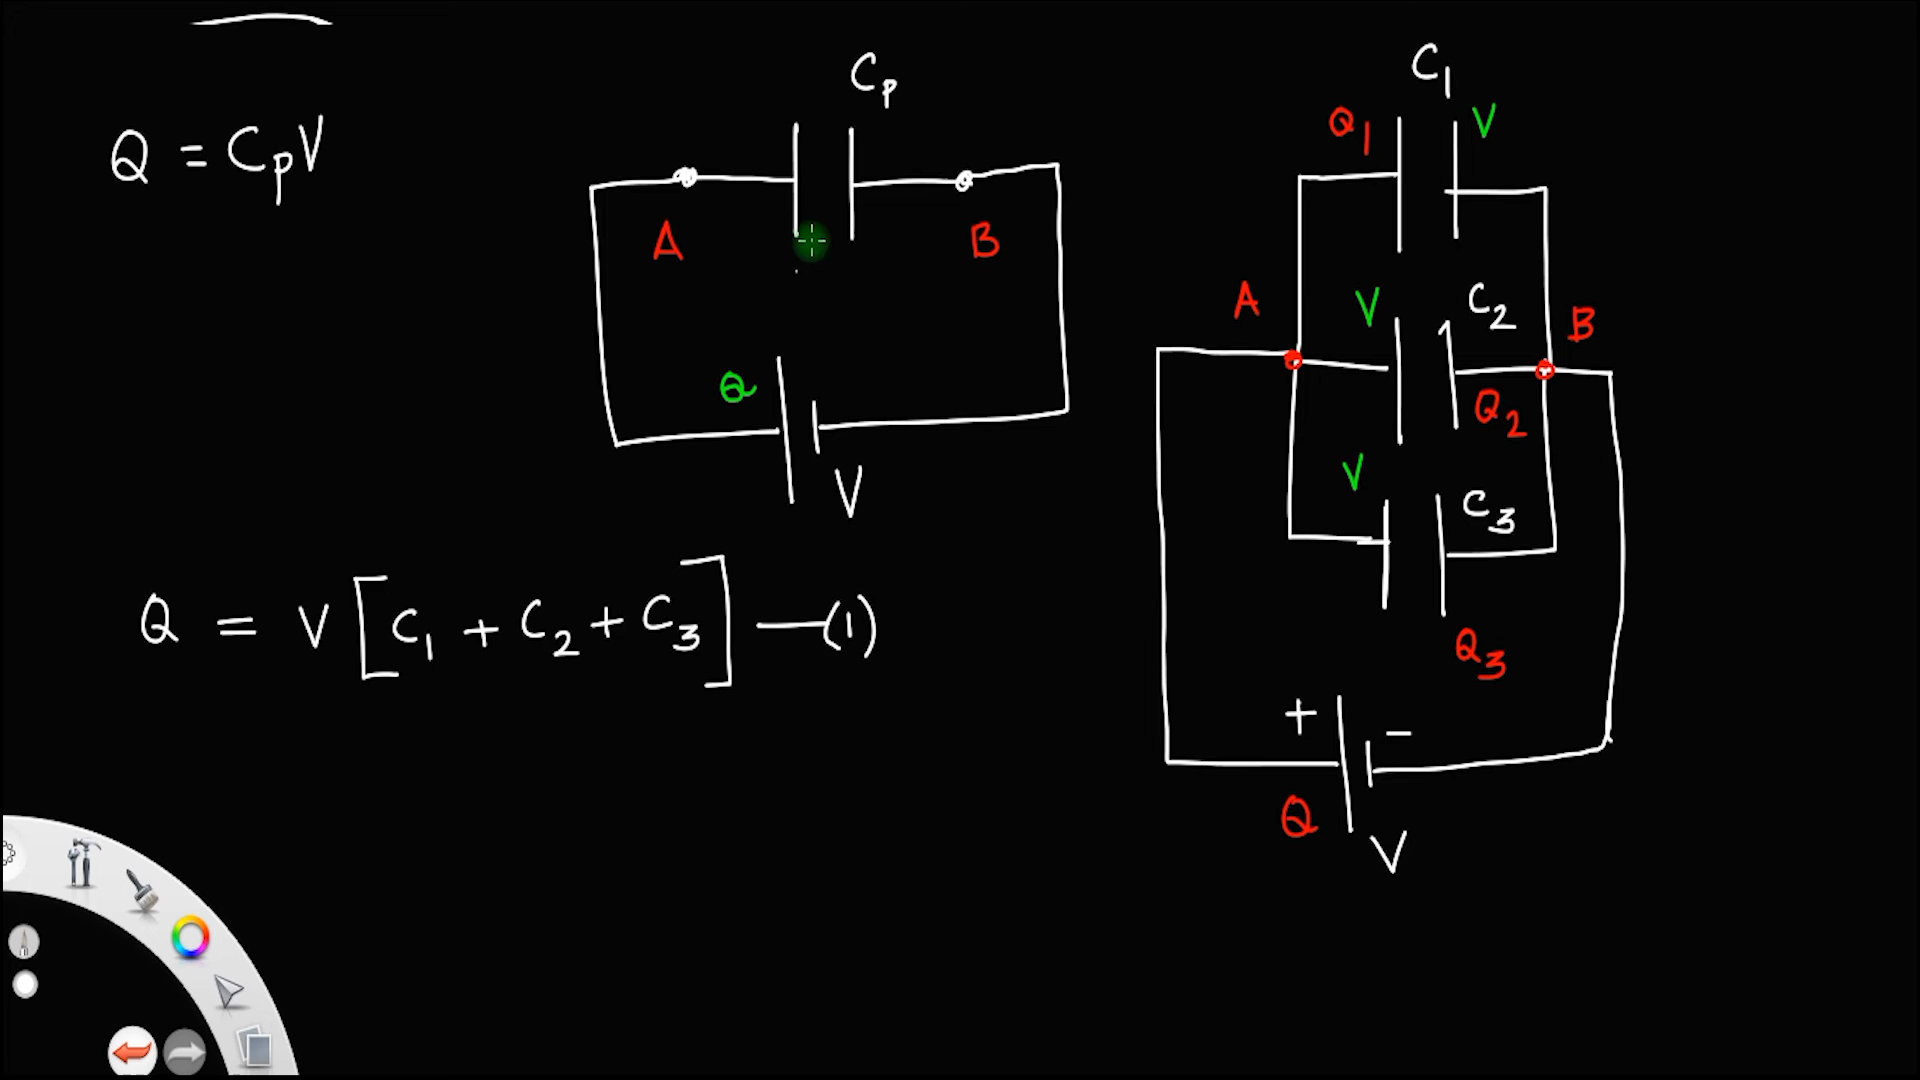 Q = CpV
Cp
A
B
Q
V
Q = V [C1 + C2 + C3] —(1)
C1
Q1
V
A
V
C2
B
Q2
V
C3
Q3
+
−
Q
V